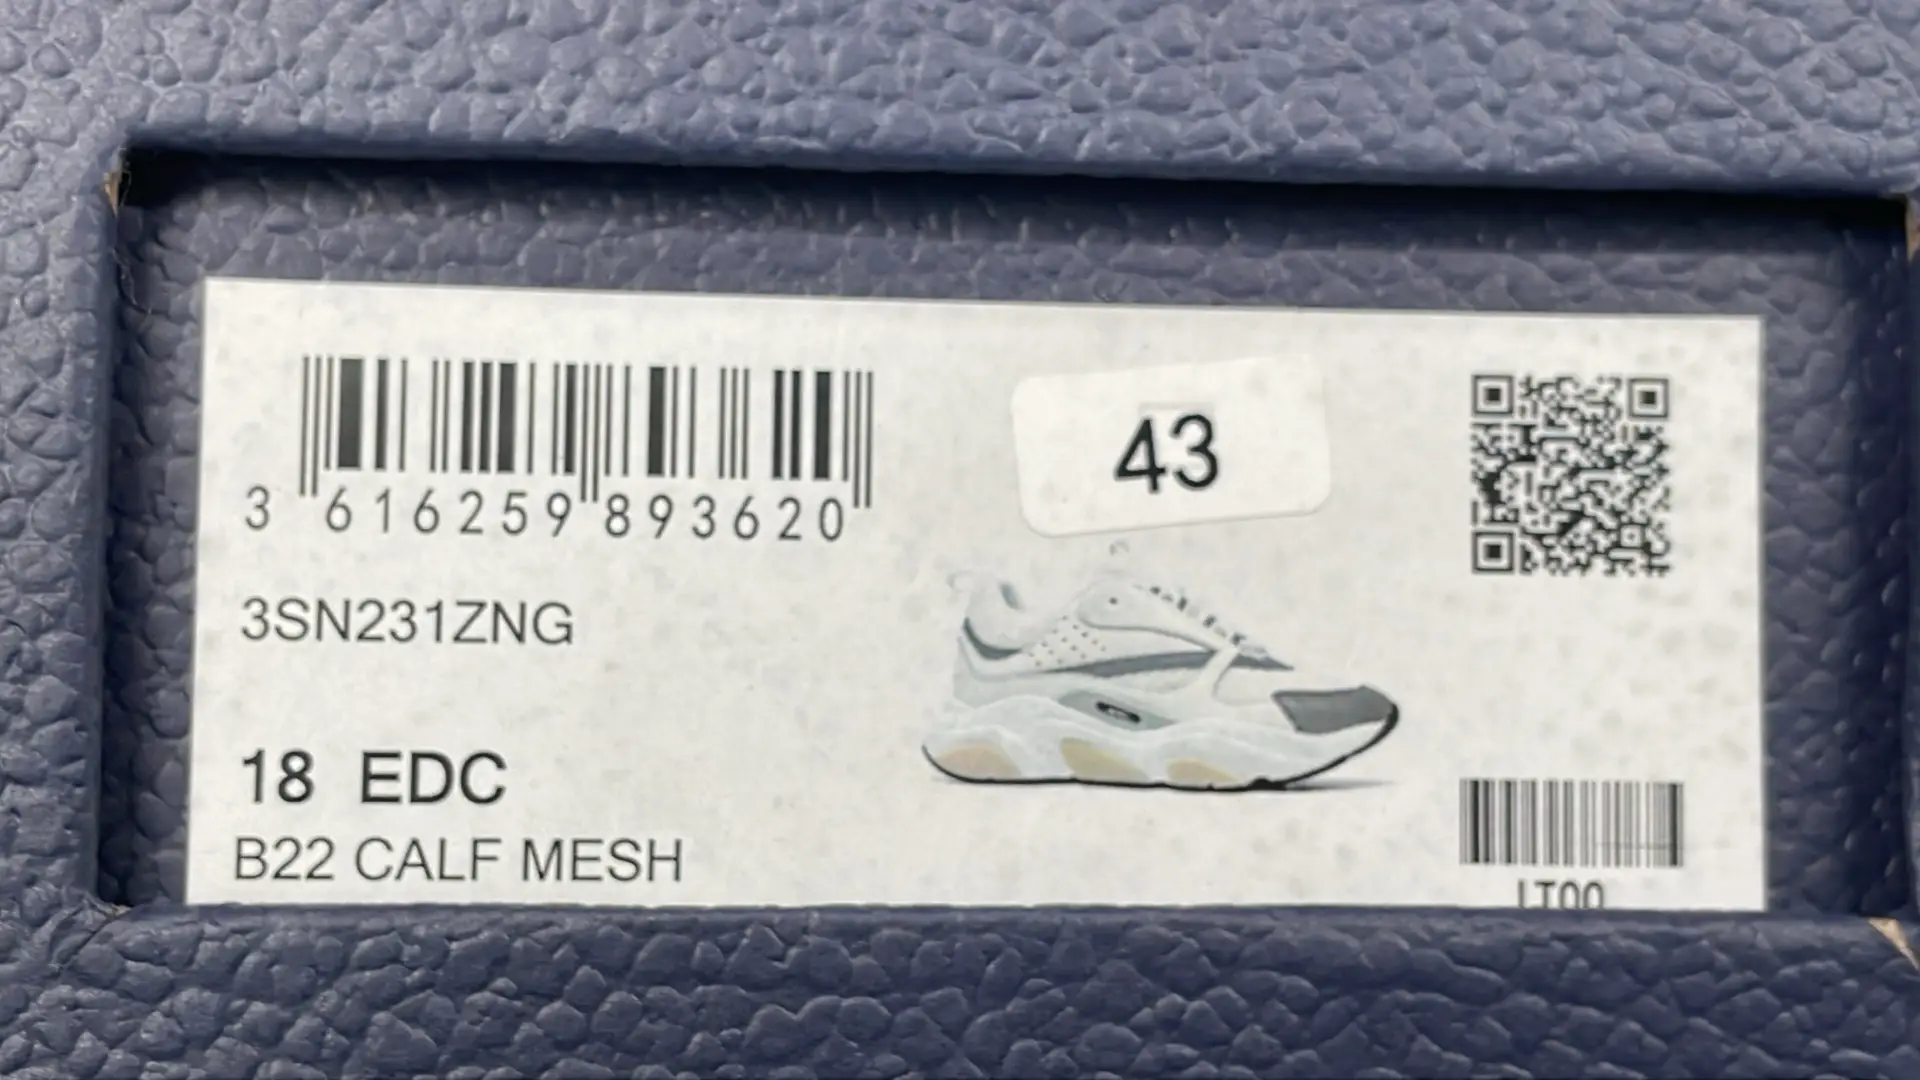 3 616259 893620
43
3SN231ZNG
18 EDC
B22 CALF MESH